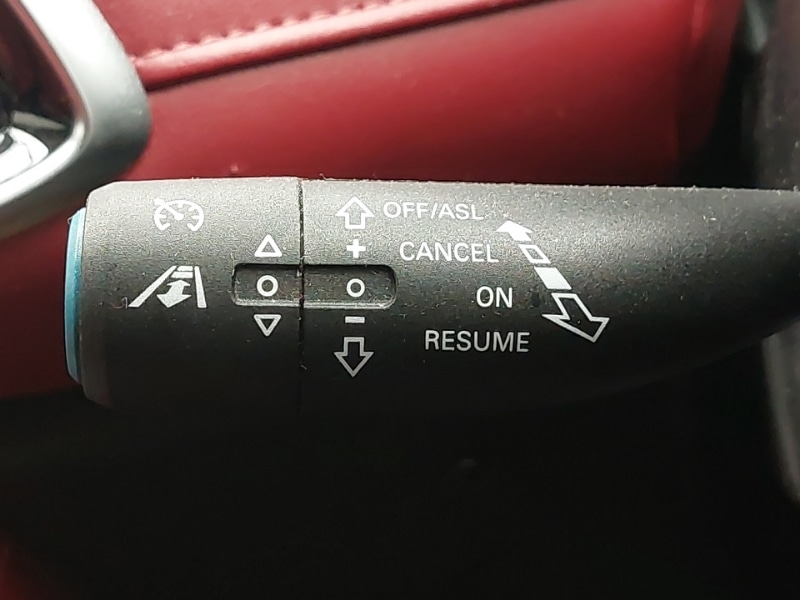 OFF/ASL
+ CANCEL
ON
−
RESUME